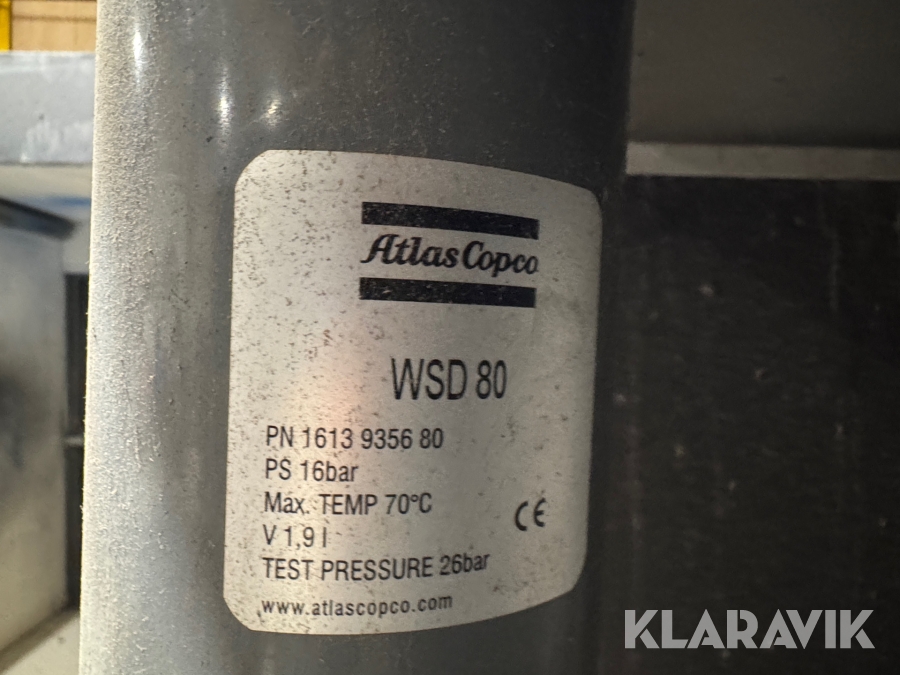 Atlas Copco
WSD 80
PN 1613 9356 80
PS 16bar
Max. TEMP 70°C
V 1,9 l
CE
TEST PRESSURE 26bar
www.atlascopco.com
KLARAVIK